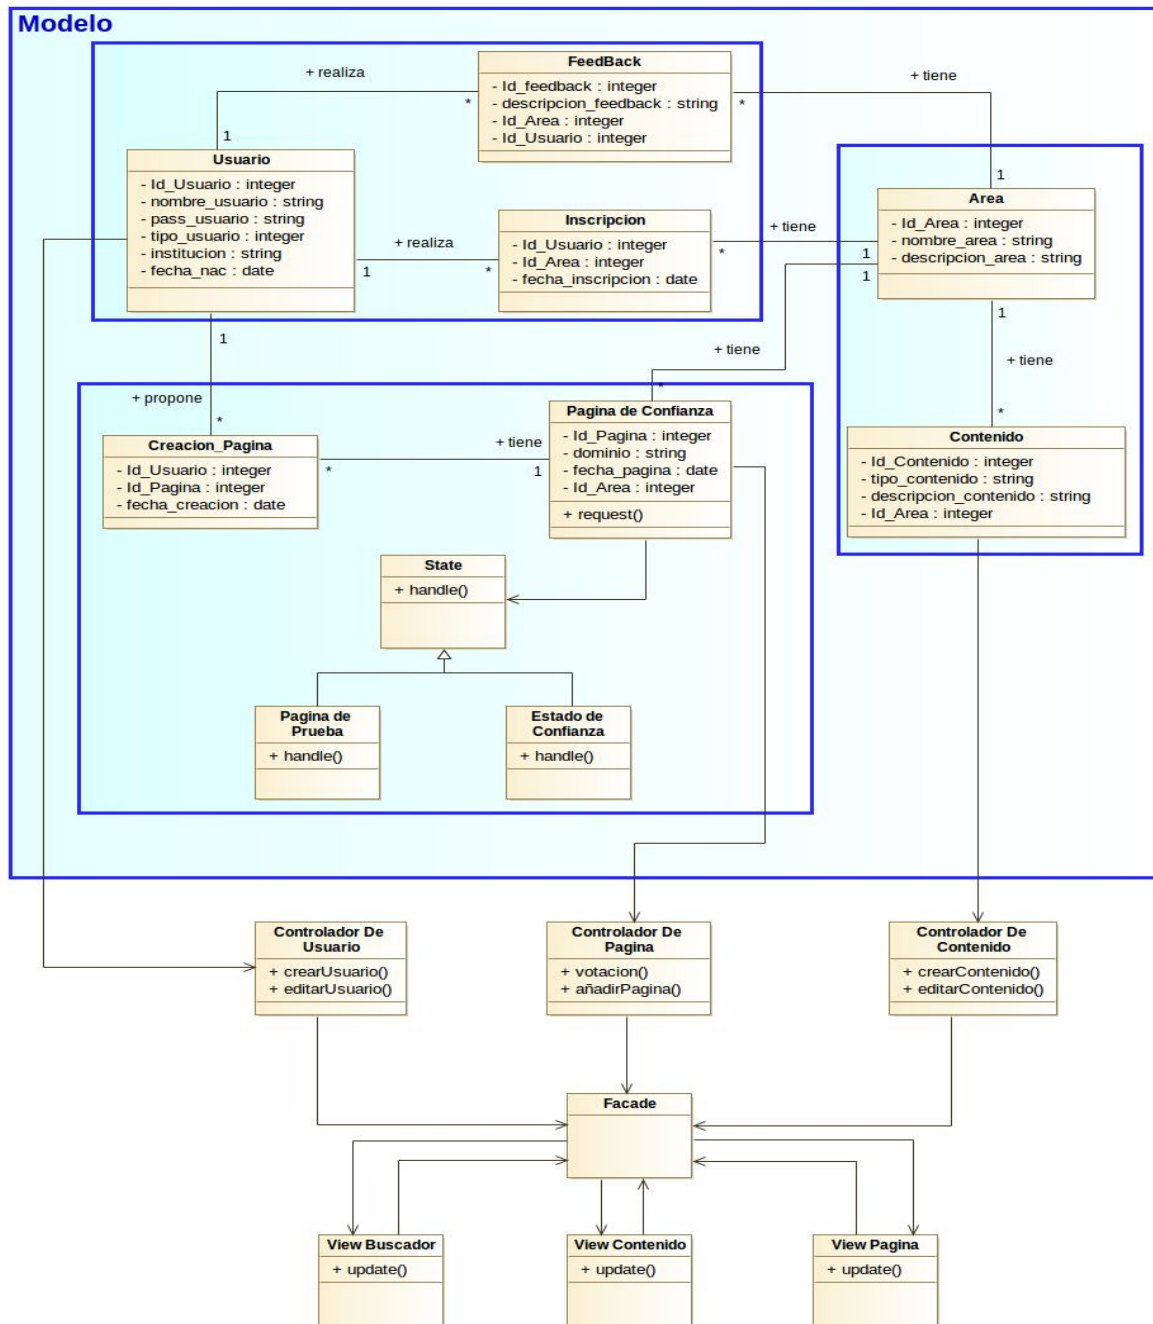 Modelo
FeedBack
- Id_feedback : integer
- descripcion_feedback : string
- Id_Area : integer
- Id_Usuario : integer
+ realiza
*
1
+ tiene
*
1
Usuario
- Id_Usuario : integer
- nombre_usuario : string
- pass_usuario : string
- tipo_usuario : integer
- institucion : string
- fecha_nac : date
+ realiza
1
*
Inscripcion
- Id_Usuario : integer
- Id_Area : integer
- fecha_inscripcion : date
+ tiene
*
1
1
Area
- Id_Area : integer
- nombre_area : string
- descripcion_area : string
1
+ tiene
*
1
+ propone
*
+ tiene
*
Creacion_Pagina
- Id_Usuario : integer
- Id_Pagina : integer
- fecha_creacion : date
+ tiene
*
1
Pagina de Confianza
- Id_Pagina : integer
- dominio : string
- fecha_pagina : date
- Id_Area : integer
+ request()
Contenido
- Id_Contenido : integer
- tipo_contenido : string
- descripcion_contenido : string
- Id_Area : integer
State
+ handle()
Pagina de
Prueba
+ handle()
Estado de
Confianza
+ handle()
Controlador De
Usuario
+ crearUsuario()
+ editarUsuario()
Controlador De
Pagina
+ votacion()
+ añadirPagina()
Controlador De
Contenido
+ crearContenido()
+ editarContenido()
Facade
View Buscador
+ update()
View Contenido
+ update()
View Pagina
+ update()